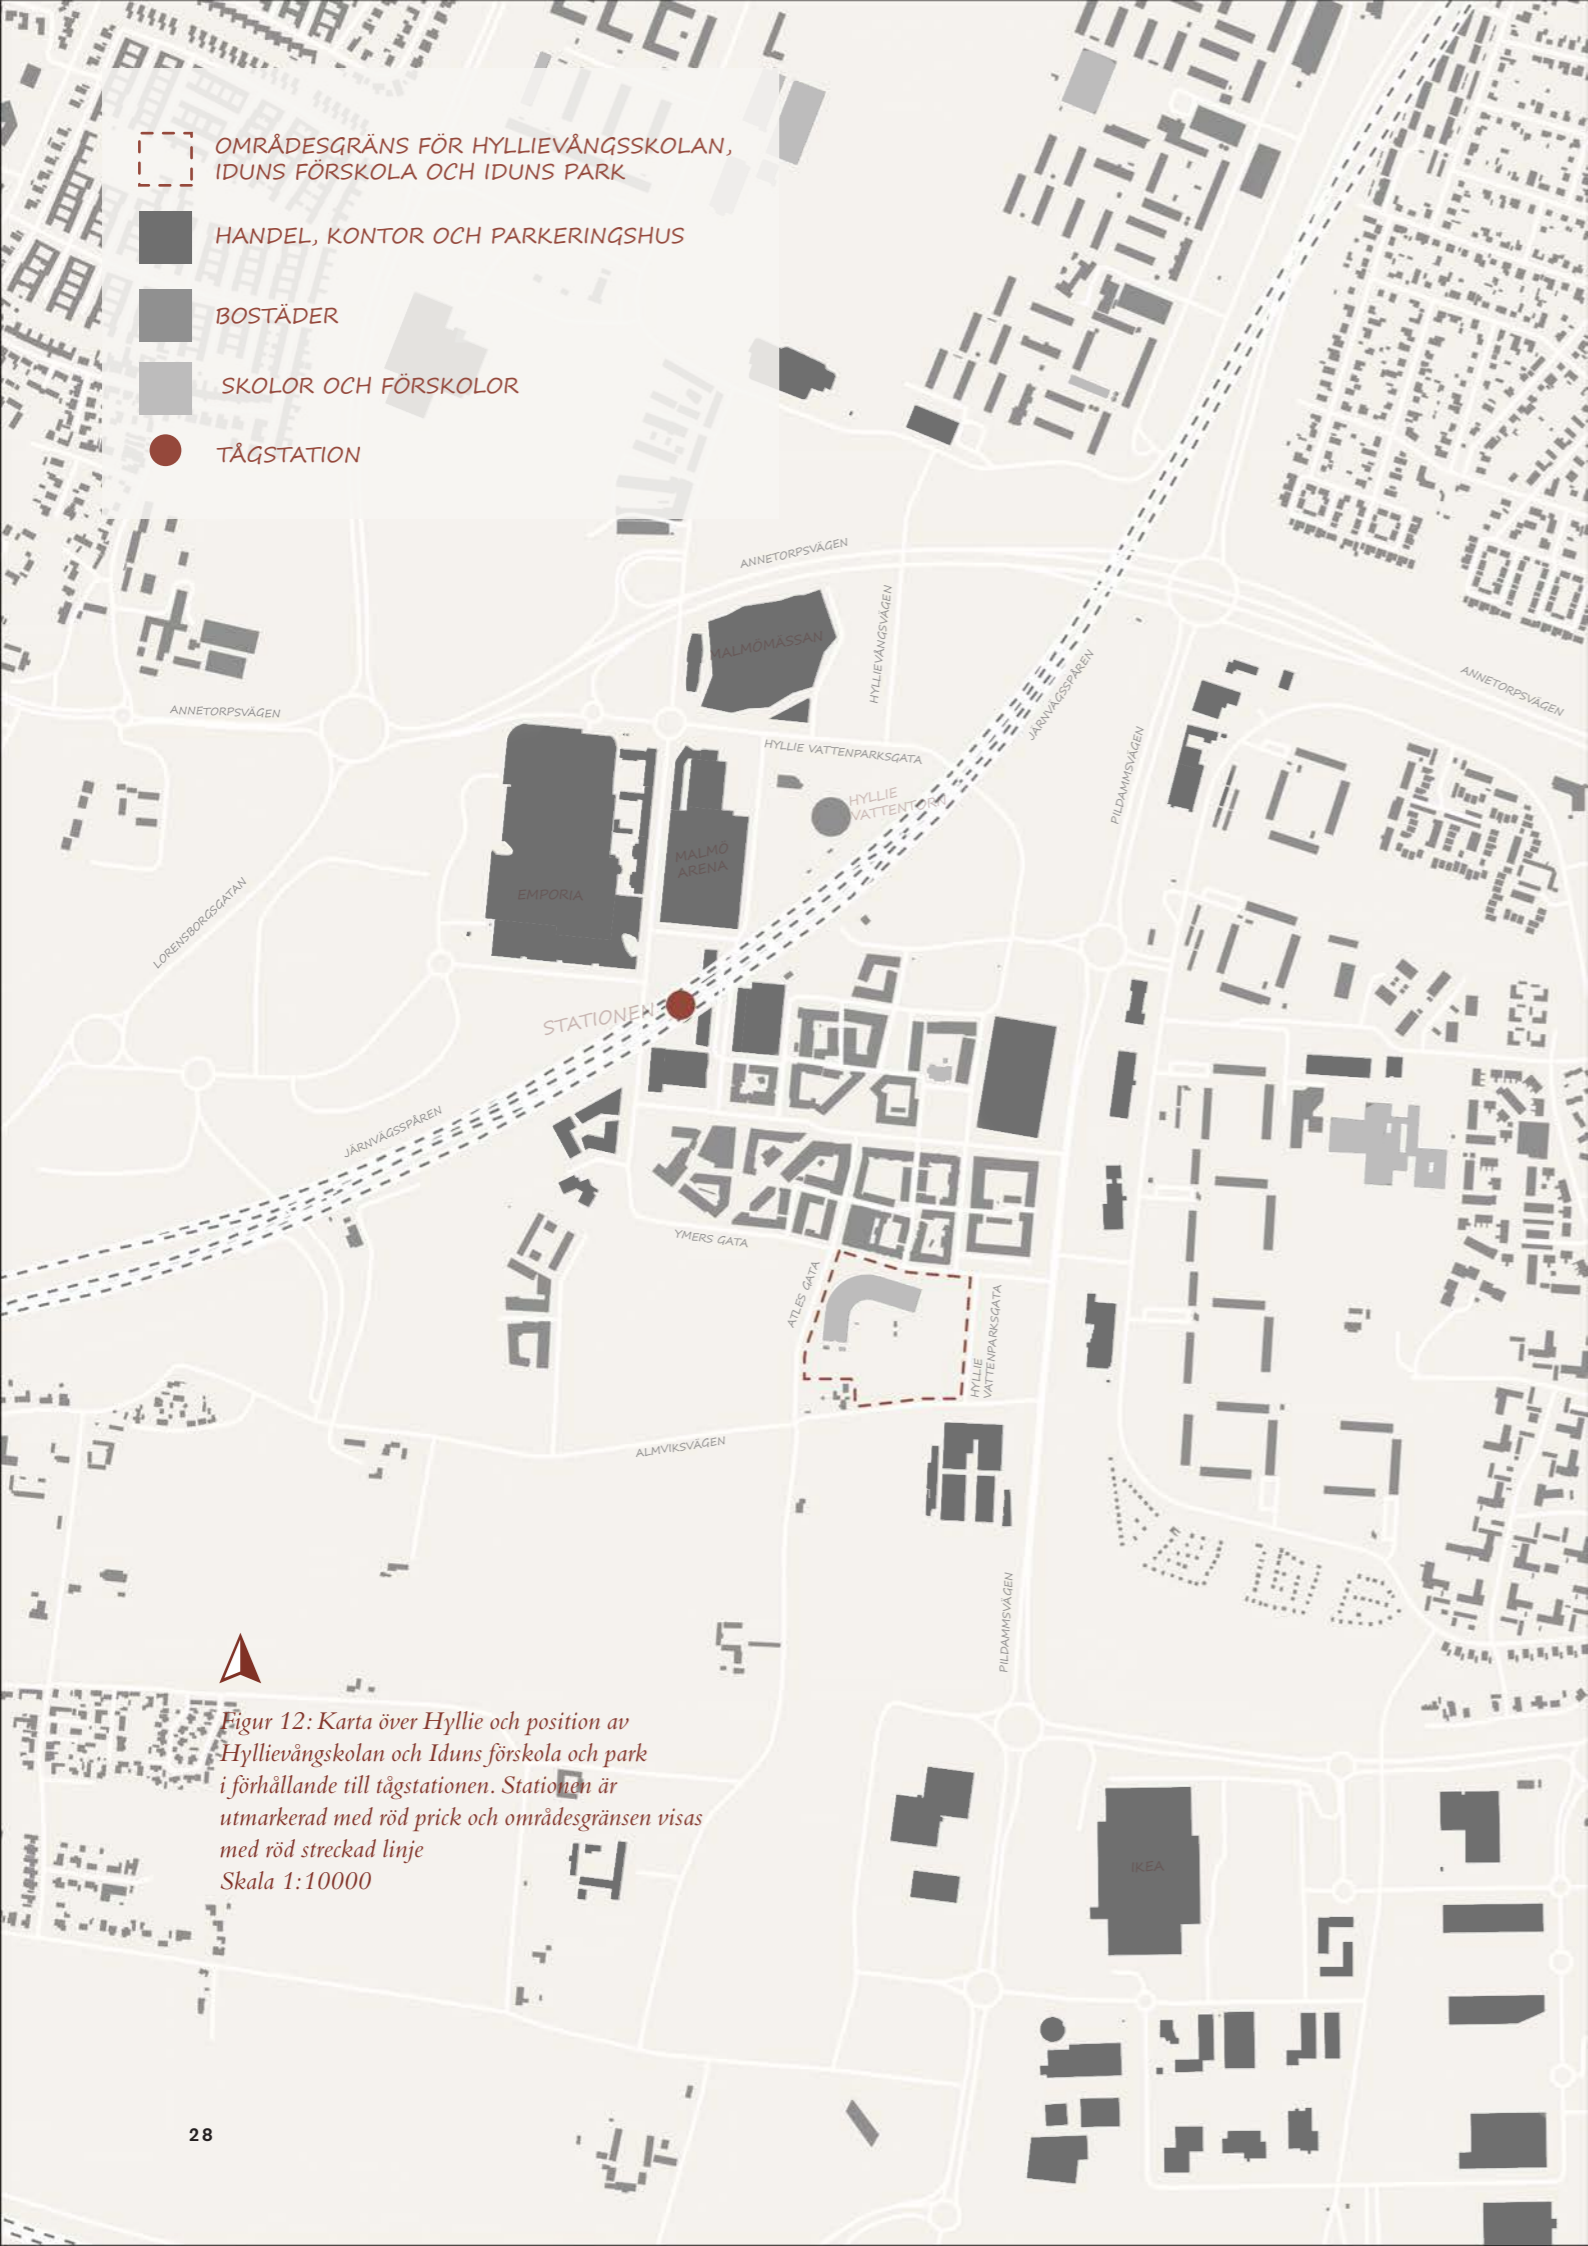 OMRÅDESGRÄNS FÖR HYLLIEVÅNGSSKOLAN,
IDUNS FÖRSKOLA OCH IDUNS PARK
HANDEL, KONTOR OCH PARKERINGSHUS
BOSTÄDER
SKOLOR OCH FÖRSKOLOR
TÅGSTATION
ANNETORPSVÄGEN
HYLLIEVÅNGSVÄGEN
MALMÖMÄSSAN
JÄRNVÄGSSPÅREN
ANNETORPSVÄGEN
ANNETORPSVÄGEN
PILDAMMSVÄGEN
HYLLIE VATTENPARKSGATA
HYLLIE
VATTENTORN
MALMÖ
ARENA
EMPORIA
LORENSBORGSGATAN
STATIONEN
JÄRNVÄGSSPÅREN
YMERS GATA
ATLES GATA
HYLLIE
VATTENPARKSGATA
ALMVIKSVÄGEN
PILDAMMSVÄGEN
Figur 12: Karta över Hyllie och position av
Hyllievångskolan och Iduns förskola och park
i förhållande till tågstationen. Stationen är
utmarkerad med röd prick och områdesgränsen visas
med röd streckad linje
Skala 1:10000
IKEA
28